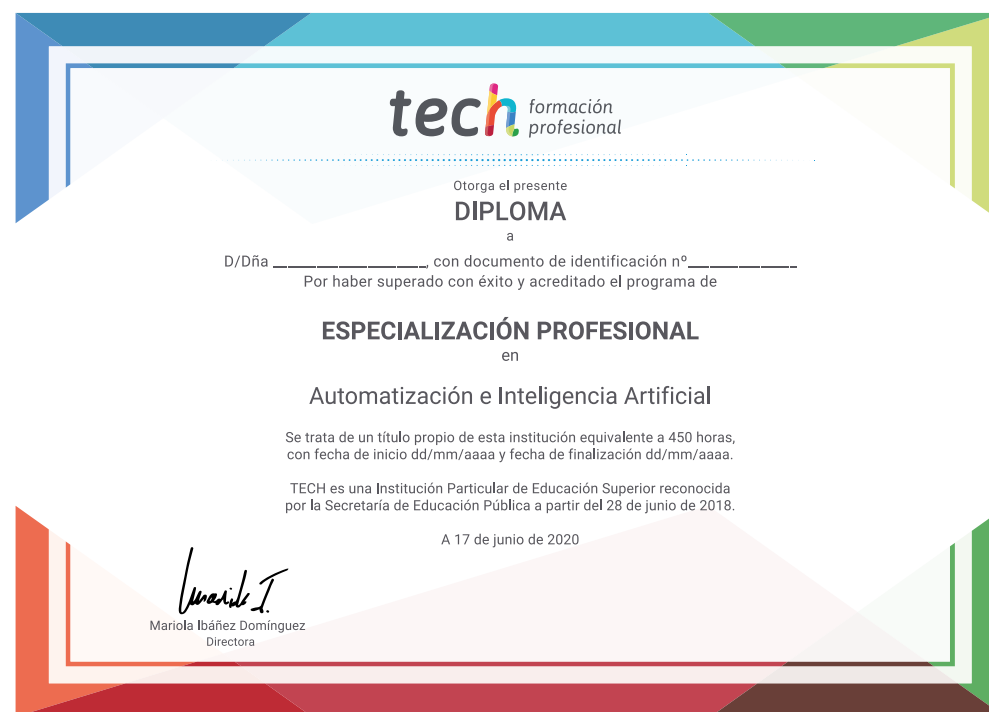 tech formación
profesional
Otorga el presente
DIPLOMA
a
D/Dña ____________________, con documento de identificación nº______________
Por haber superado con éxito y acreditado el programa de
ESPECIALIZACIÓN PROFESIONAL
en
Automatización e Inteligencia Artificial
Se trata de un título propio de esta institución equivalente a 450 horas,
con fecha de inicio dd/mm/aaaa y fecha de finalización dd/mm/aaaa.
TECH es una Institución Particular de Educación Superior reconocida
por la Secretaría de Educación Pública a partir del 28 de junio de 2018.
A 17 de junio de 2020
Mariola Ibáñez Domínguez
Directora